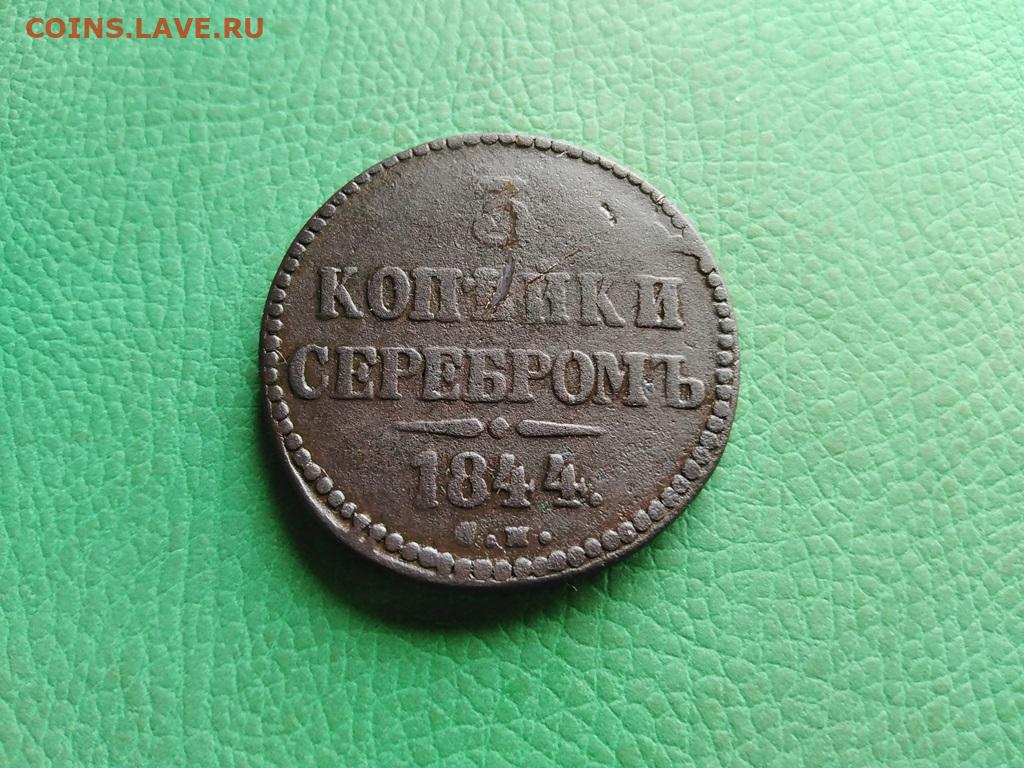 COINS.LAVE.RU
3
КОПѢЙКИ
СЕРЕБРОМЪ
1844.
С.М.